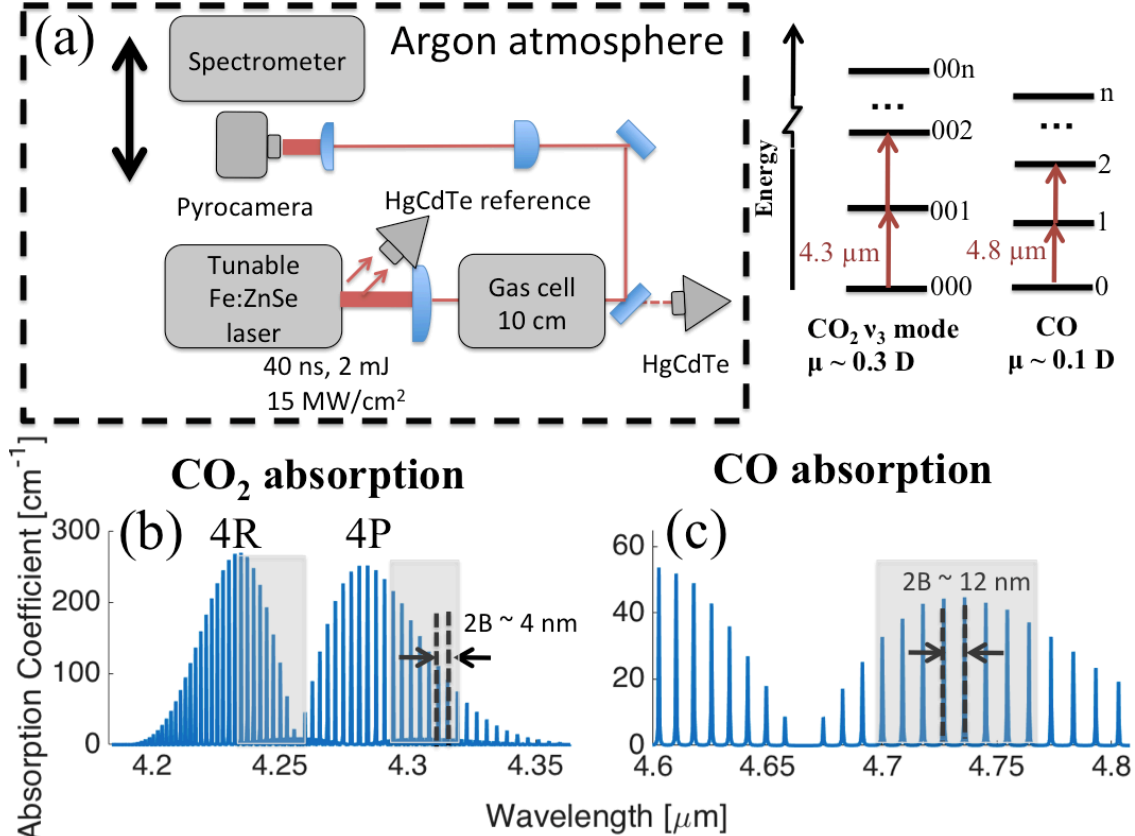 (a)
Argon atmosphere
Spectrometer
Pyrocamera
HgCdTe reference
Tunable
Fe:ZnSe
laser
Gas cell
10 cm
HgCdTe
40 ns, 2 mJ
15 MW/cm²
Energy
00n
...
002
001
4.3 µm
000
CO₂ ν₃ mode
µ ~ 0.3 D
n
...
2
1
4.8 µm
0
CO
µ ~ 0.1 D
CO₂ absorption
(b)
4R
4P
2B ~ 4 nm
Absorption Coefficient [cm⁻¹]
300
200
100
0
4.2
4.25
4.3
4.35
CO absorption
(c)
2B ~ 12 nm
60
40
20
0
4.6
4.65
4.7
4.75
4.8
Wavelength [µm]